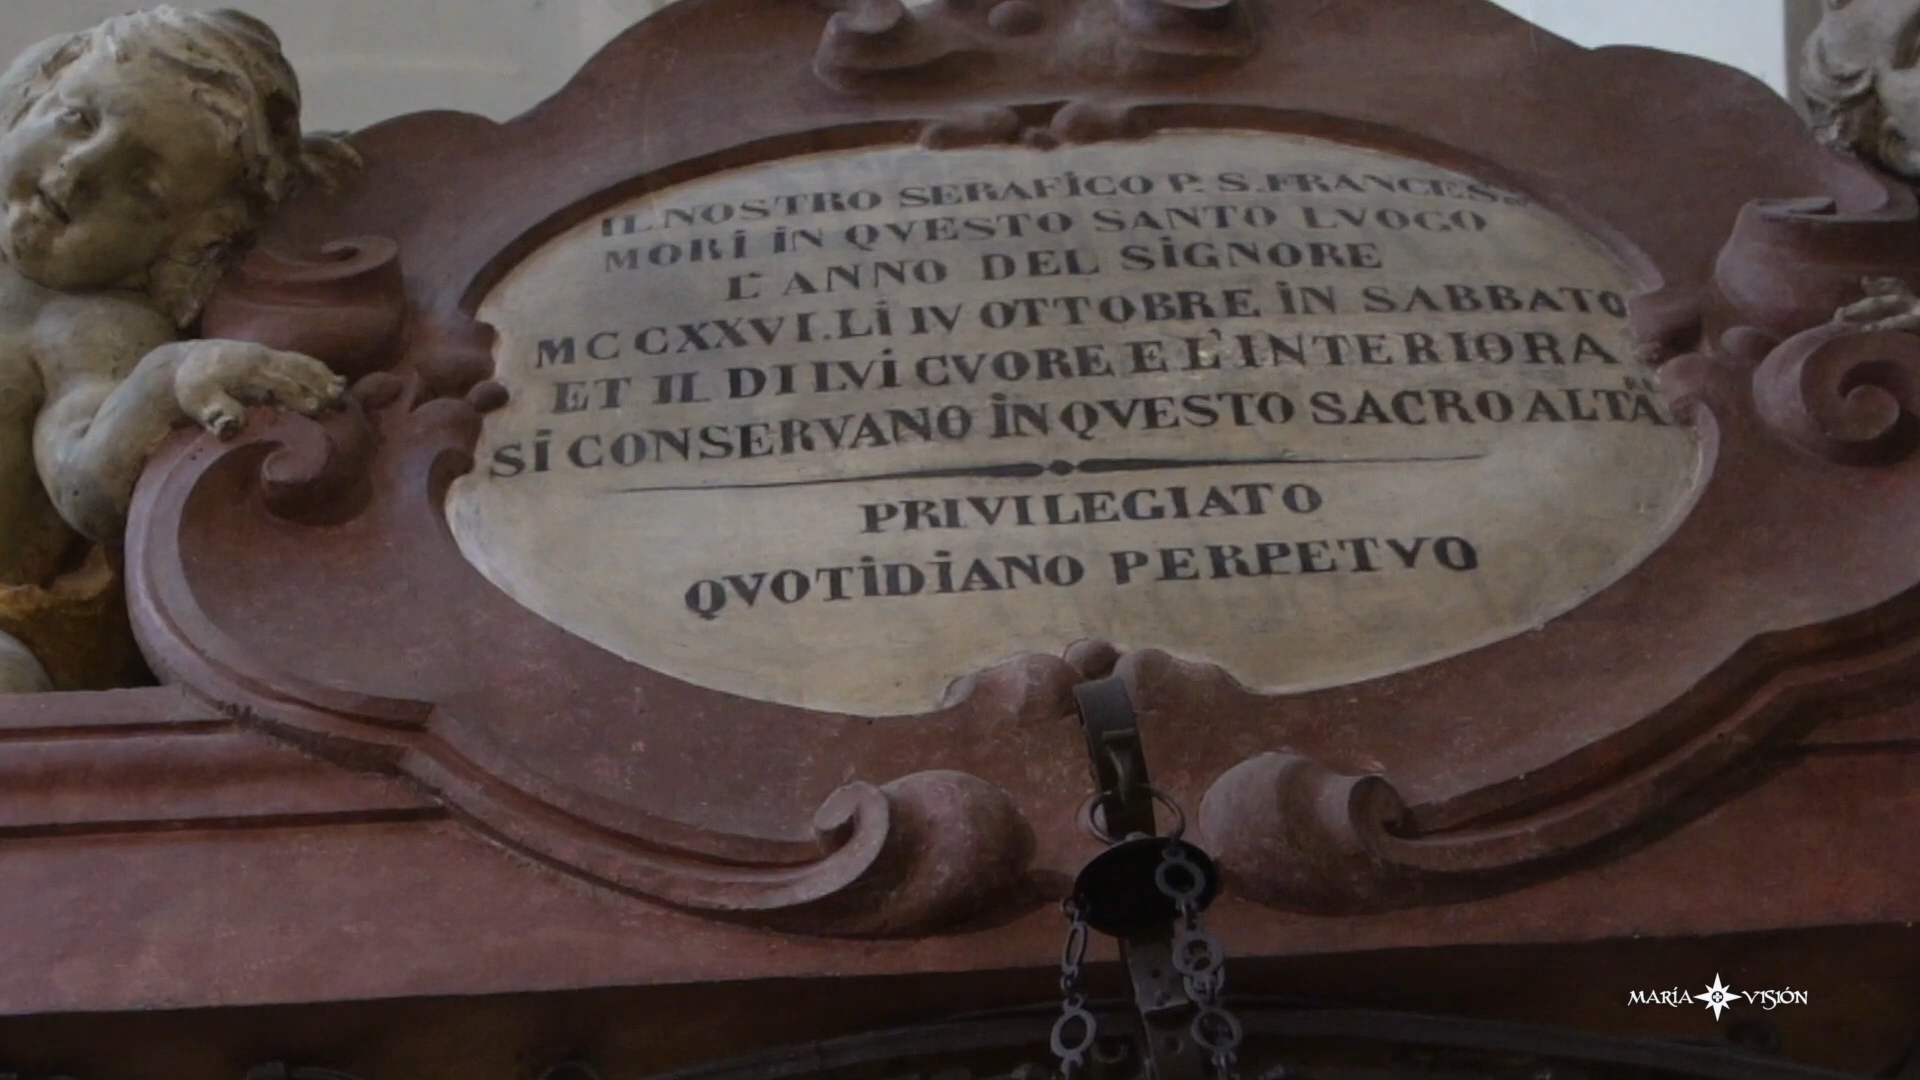 IL NOSTRO SERAFiCO P. S. FRANCESco
MORi iN QVESTO SANTO LVOGO
L' ANNO DEL SiGNORE
MCCXXVI. Li IV OTTOBRE iN SABBATO
ET IL DI LVi CVORE E L'INTERIORA
Si CONSERVANO iN QVESTO SACRO ALTARE
PRIVILEGIATO
QVOTiDiANO PERPETVO
MARÍA VISIÓN